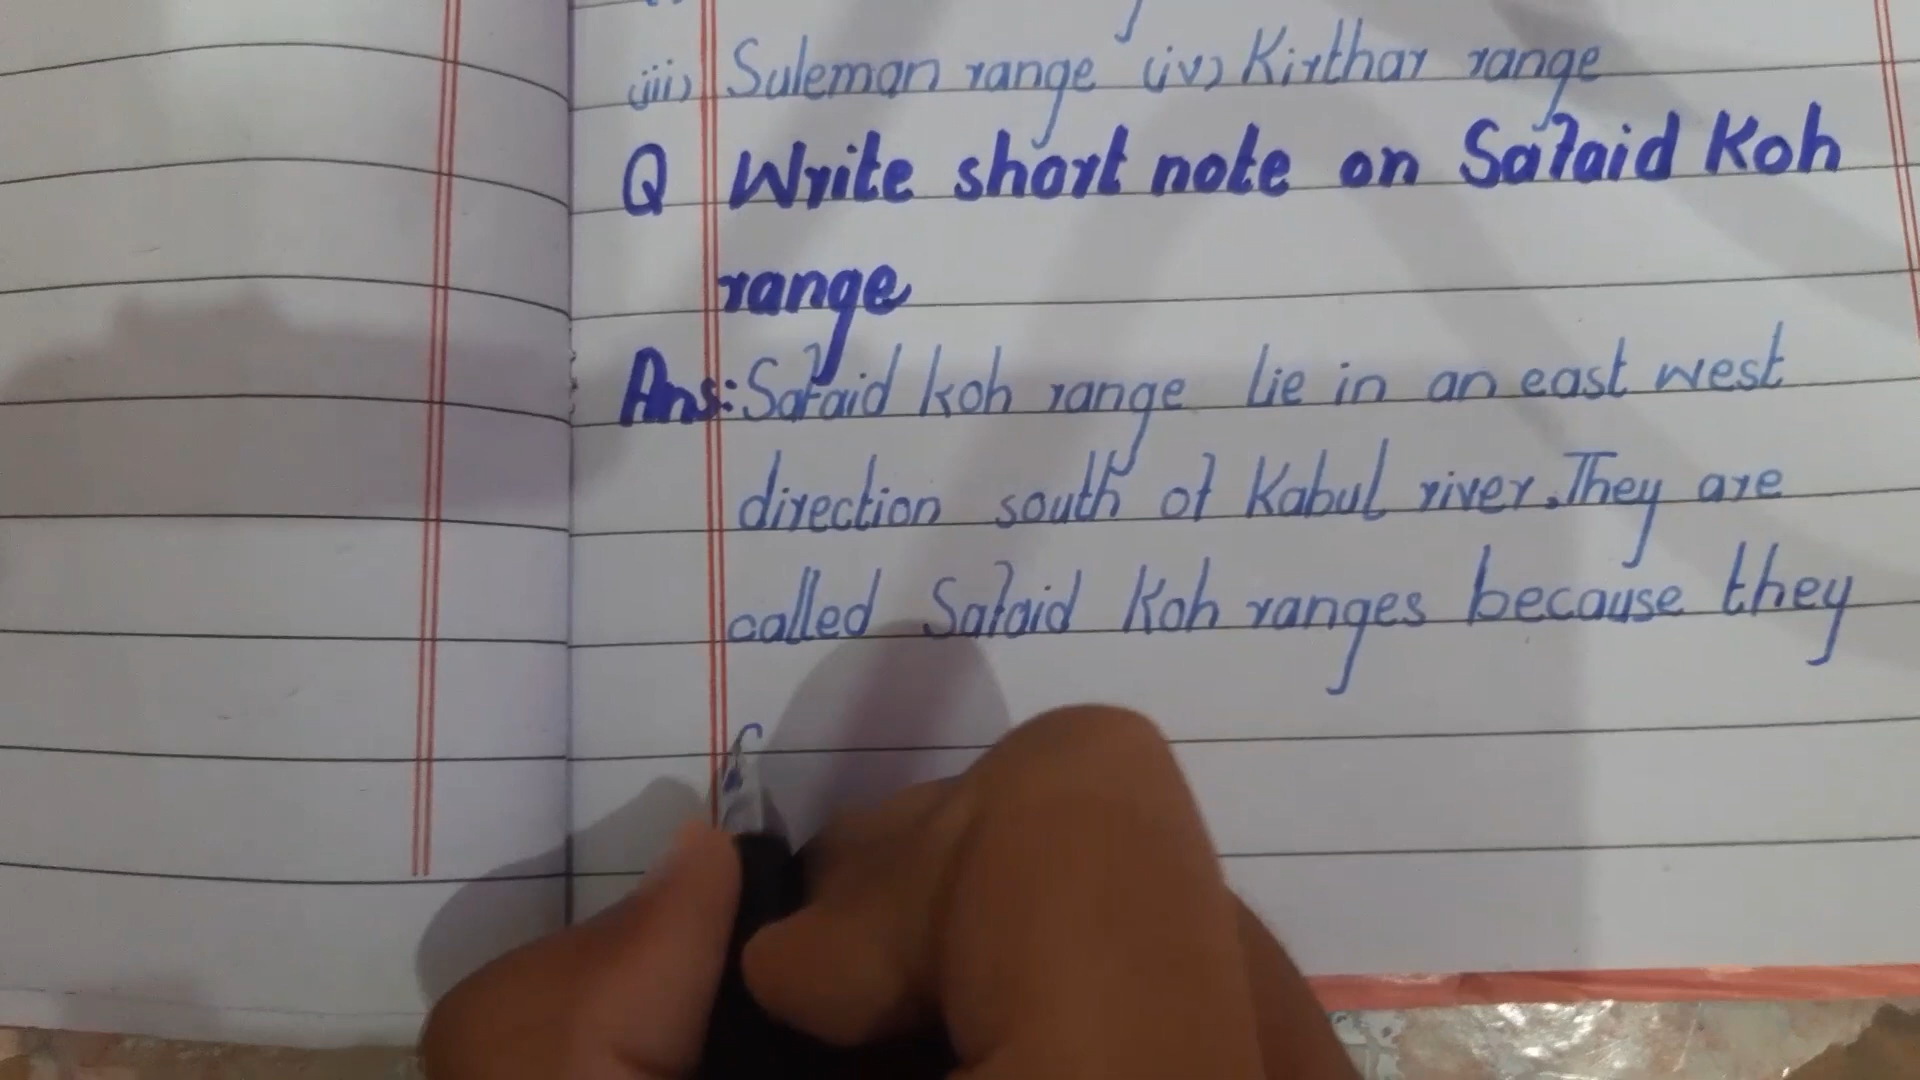 iii) Suleman range (iv) Kirthar range
Q Write short note on Safaid Koh
range
Ans: Safaid koh range lie in an east west
direction south of Kabul river. They are
called Safaid Koh ranges because they